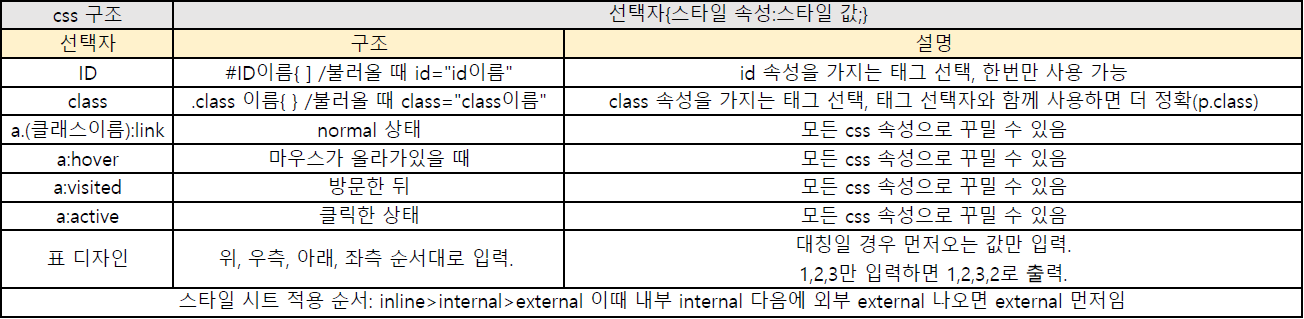 css 구조 선택자{스타일 속성:스타일 값;}
선택자 구조 설명
ID #ID이름{ ] /불러올 때 id="id이름" id 속성을 가지는 태그 선택, 한번만 사용 가능
class .class 이름{ } /불러올 때 class="class이름" class 속성을 가지는 태그 선택, 태그 선택자와 함께 사용하면 더 정확(p.class)
a.(클래스이름):link normal 상태 모든 css 속성으로 꾸밀 수 있음
a:hover 마우스가 올라가있을 때 모든 css 속성으로 꾸밀 수 있음
a:visited 방문한 뒤 모든 css 속성으로 꾸밀 수 있음
a:active 클릭한 상태 모든 css 속성으로 꾸밀 수 있음
표 디자인 위, 우측, 아래, 좌측 순서대로 입력. 대칭일 경우 먼저오는 값만 입력.
1,2,3만 입력하면 1,2,3,2로 출력.
스타일 시트 적용 순서: inline>internal>external 이때 내부 internal 다음에 외부 external 나오면 external 먼저임